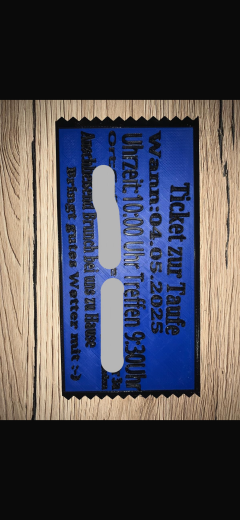 Ticket zur Taufe
Wann:04.05.2025
Uhrzeit:10:00 Uhr Treffen 9:30Uhr
Ort:
Anschliessend Brunch bei uns zu Hause
Bringt gutes Wetter mit :-)